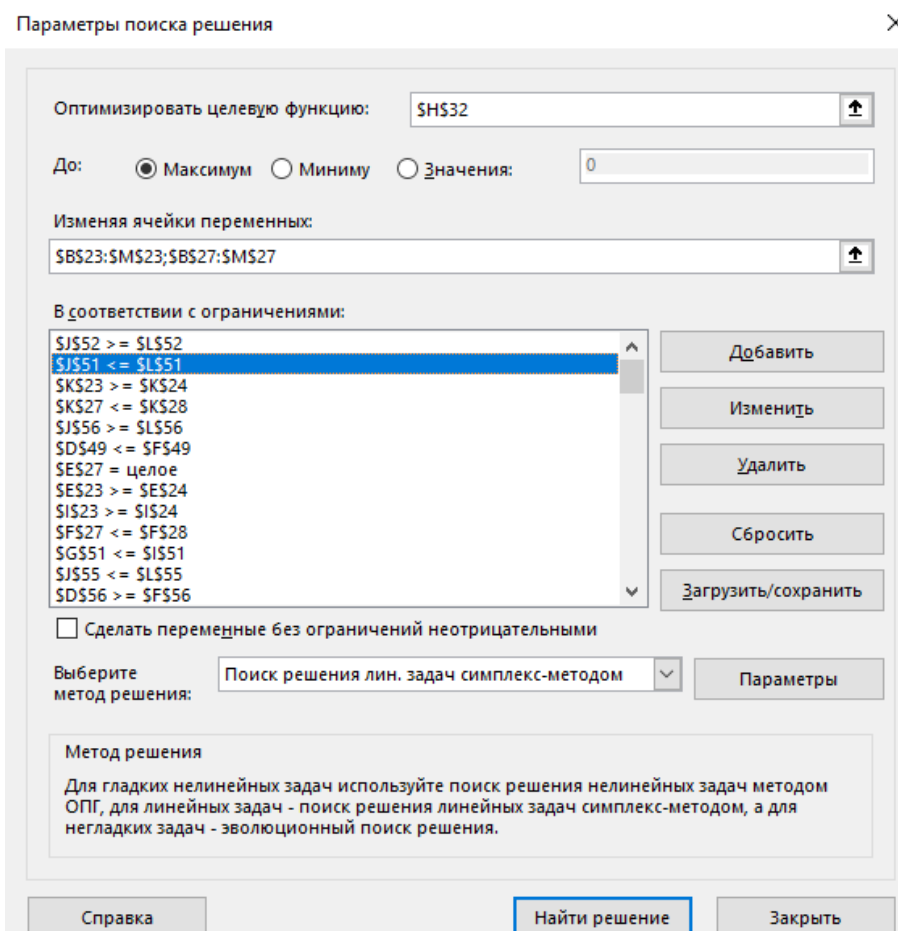 Параметры поиска решения
Оптимизировать целевую функцию: $H$32
До: Максимум Миниму Значения: 0
Изменяя ячейки переменных:
$B$23:$M$23;$B$27:$M$27
В соответствии с ограничениями:
$J$52 >= $L$52
$J$51 <= $L$51
$K$23 >= $K$24
$K$27 <= $K$28
$J$56 >= $L$56
$D$49 <= $F$49
$E$27 = целое
$E$23 >= $E$24
$I$23 >= $I$24
$F$27 <= $F$28
$G$51 <= $I$51
$J$55 <= $L$55
$D$56 >= $F$56
Добавить
Изменить
Удалить
Сбросить
Загрузить/сохранить
Сделать переменные без ограничений неотрицательными
Выберите
метод решения:
Поиск решения лин. задач симплекс-методом
Параметры
Метод решения
Для гладких нелинейных задач используйте поиск решения нелинейных задач методом
ОПГ, для линейных задач - поиск решения линейных задач симплекс-методом, а для
негладких задач - эволюционный поиск решения.
Справка
Найти решение
Закрыть